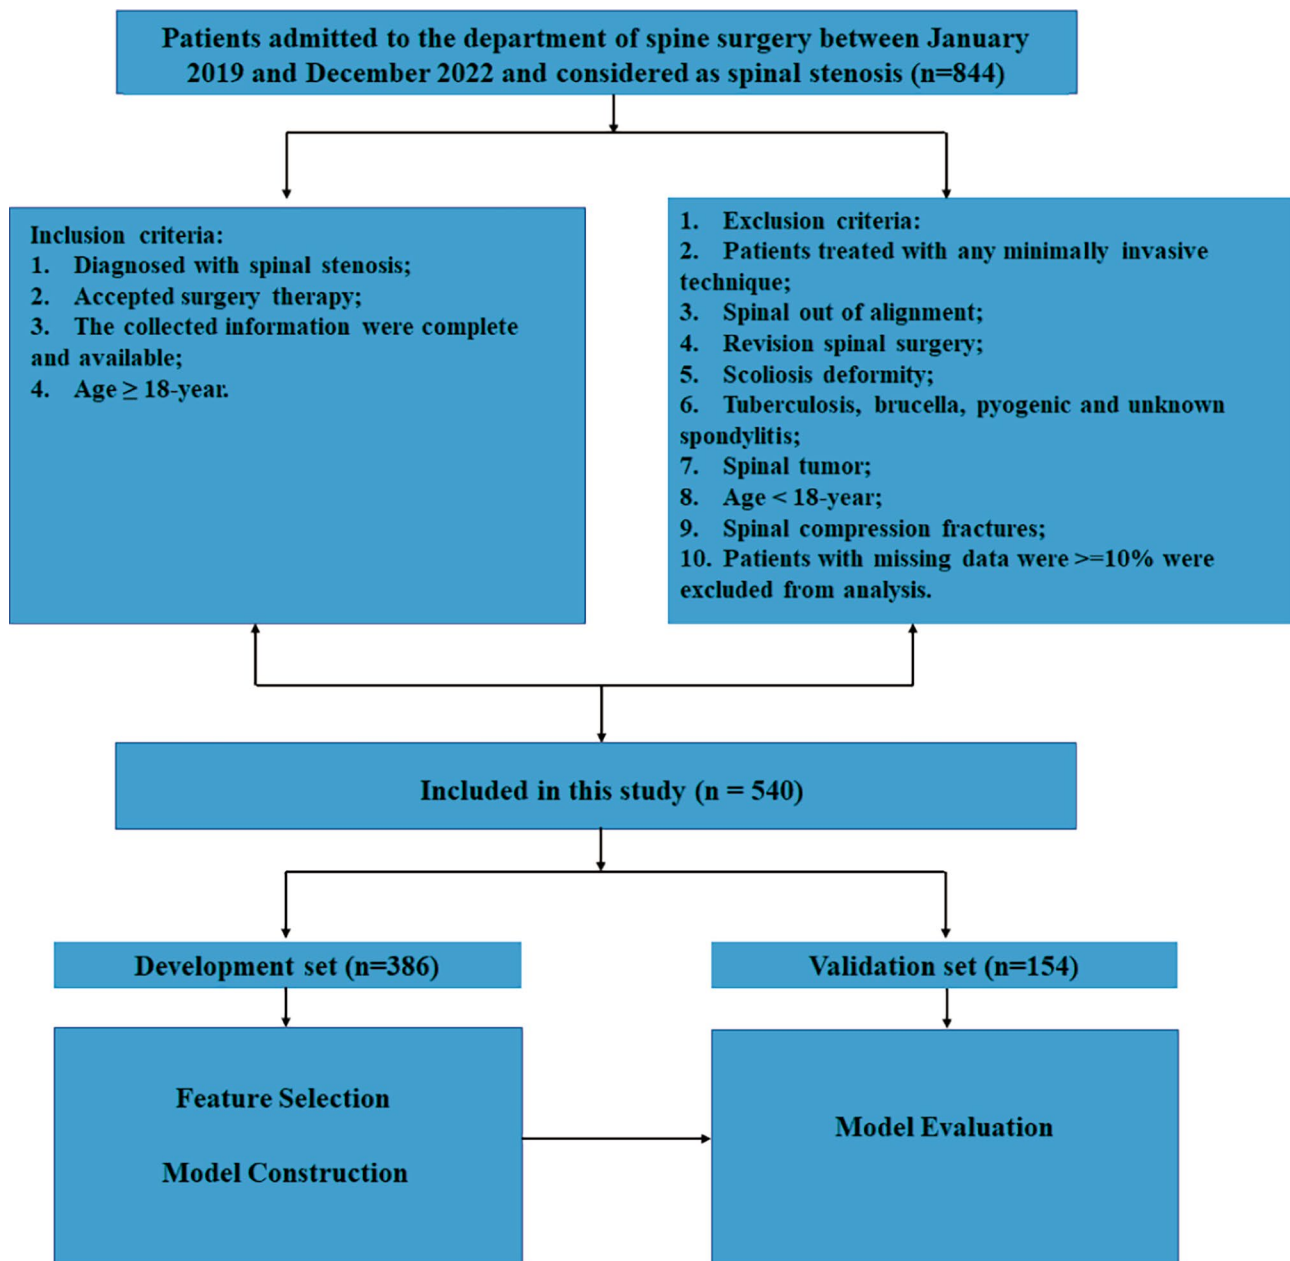 Patients admitted to the department of spine surgery between January
2019 and December 2022 and considered as spinal stenosis (n=844)
Inclusion criteria:
1. Diagnosed with spinal stenosis;
2. Accepted surgery therapy;
3. The collected information were complete
and available;
4. Age ≥ 18-year.
1. Exclusion criteria:
2. Patients treated with any minimally invasive
technique;
3. Spinal out of alignment;
4. Revision spinal surgery;
5. Scoliosis deformity;
6. Tuberculosis, brucella, pyogenic and unknown
spondylitis;
7. Spinal tumor;
8. Age < 18-year;
9. Spinal compression fractures;
10. Patients with missing data were >=10% were
excluded from analysis.
Included in this study (n = 540)
Development set (n=386)
Validation set (n=154)
Feature Selection
Model Construction
Model Evaluation